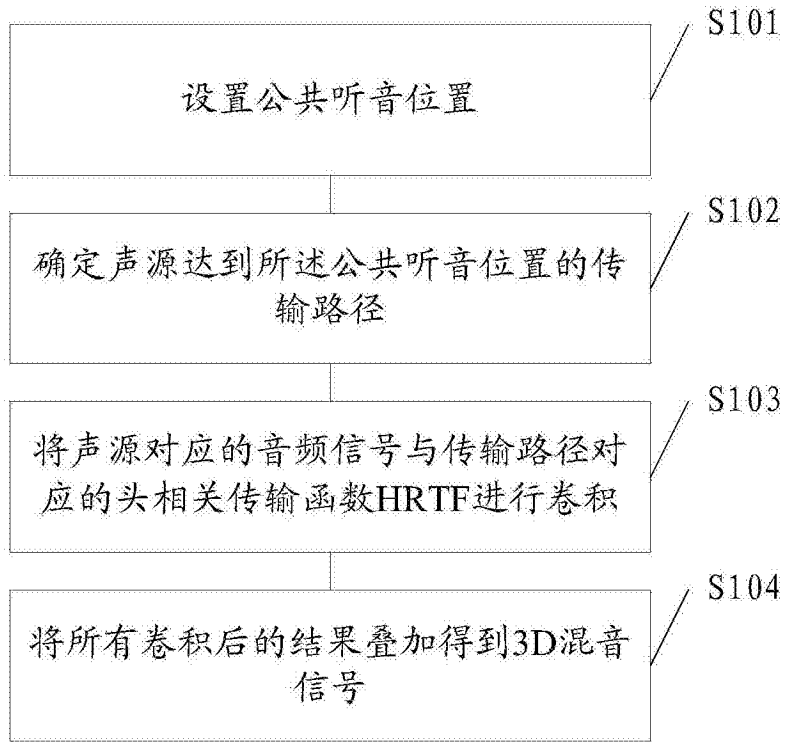 S101
设置公共听音位置
S102
确定声源达到所述公共听音位置的传
输路径
S103
将声源对应的音频信号与传输路径对
应的头相关传输函数HRTF进行卷积
S104
将所有卷积后的结果叠加得到3D混音
信号